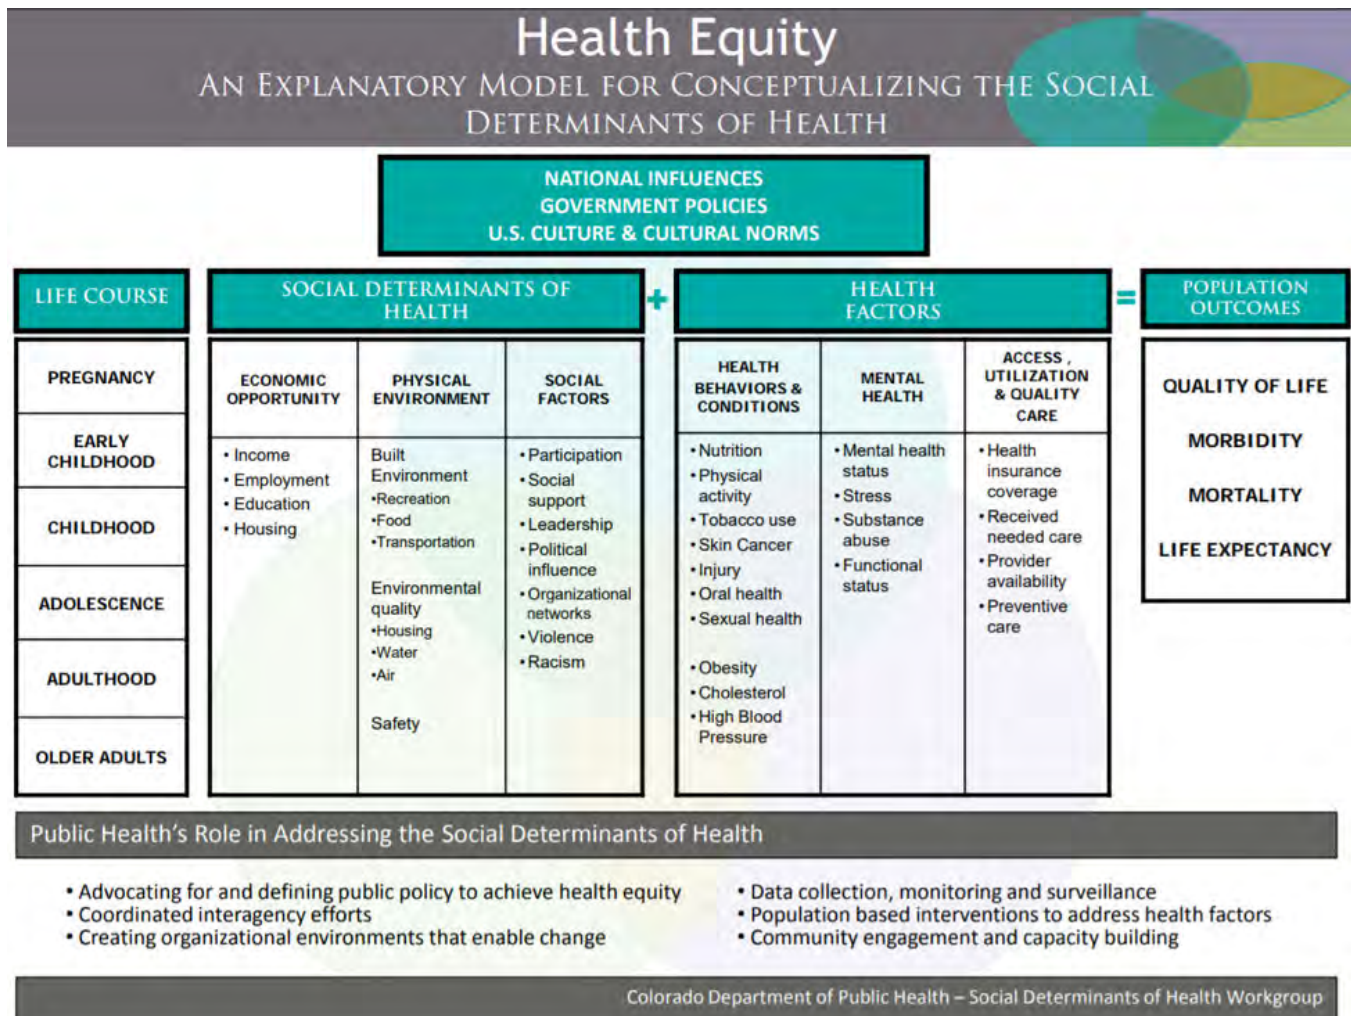 Health Equity
AN EXPLANATORY MODEL FOR CONCEPTUALIZING THE SOCIAL
DETERMINANTS OF HEALTH
NATIONAL INFLUENCES
GOVERNMENT POLICIES
U.S. CULTURE & CULTURAL NORMS
LIFE COURSE
PREGNANCY
EARLY
CHILDHOOD
CHILDHOOD
ADOLESCENCE
ADULTHOOD
OLDER ADULTS
SOCIAL DETERMINANTS OF
HEALTH
ECONOMIC
OPPORTUNITY
• Income
• Employment
• Education
• Housing
PHYSICAL
ENVIRONMENT
Built
Environment
•Recreation
•Food
•Transportation
Environmental
quality
•Housing
•Water
•Air
Safety
SOCIAL
FACTORS
• Participation
• Social
support
• Leadership
• Political
influence
• Organizational
networks
• Violence
• Racism
+
HEALTH
FACTORS
HEALTH
BEHAVIORS &
CONDITIONS
• Nutrition
• Physical
activity
• Tobacco use
• Skin Cancer
• Injury
• Oral health
• Sexual health
• Obesity
• Cholesterol
• High Blood
Pressure
MENTAL
HEALTH
• Mental health
status
• Stress
• Substance
abuse
• Functional
status
ACCESS ,
UTILIZATION
& QUALITY
CARE
• Health
insurance
coverage
• Received
needed care
• Provider
availability
• Preventive
care
=
POPULATION
OUTCOMES
QUALITY OF LIFE
MORBIDITY
MORTALITY
LIFE EXPECTANCY
Public Health's Role in Addressing the Social Determinants of Health
• Advocating for and defining public policy to achieve health equity
• Coordinated interagency efforts
• Creating organizational environments that enable change
• Data collection, monitoring and surveillance
• Population based interventions to address health factors
• Community engagement and capacity building
Colorado Department of Public Health – Social Determinants of Health Workgroup